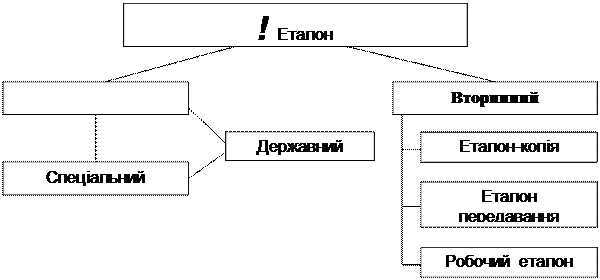 ! Еталон
Вторинний
Державний
Еталон-копія
Спеціальний
Еталон
передавання
Робочий еталон